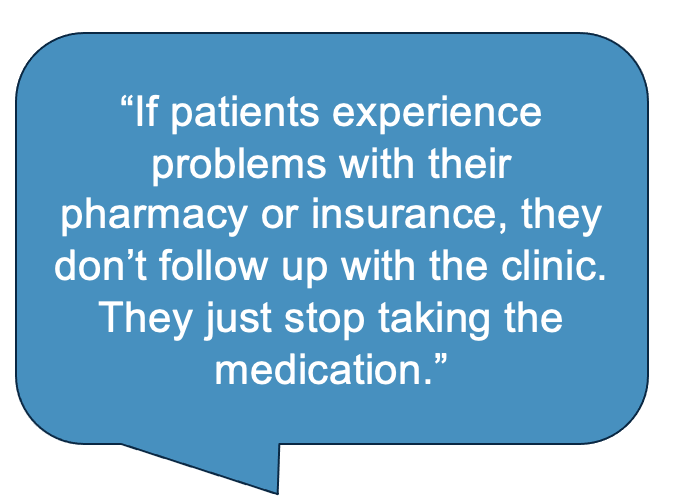 “If patients experience
problems with their
pharmacy or insurance, they
don’t follow up with the clinic.
They just stop taking the
medication.”